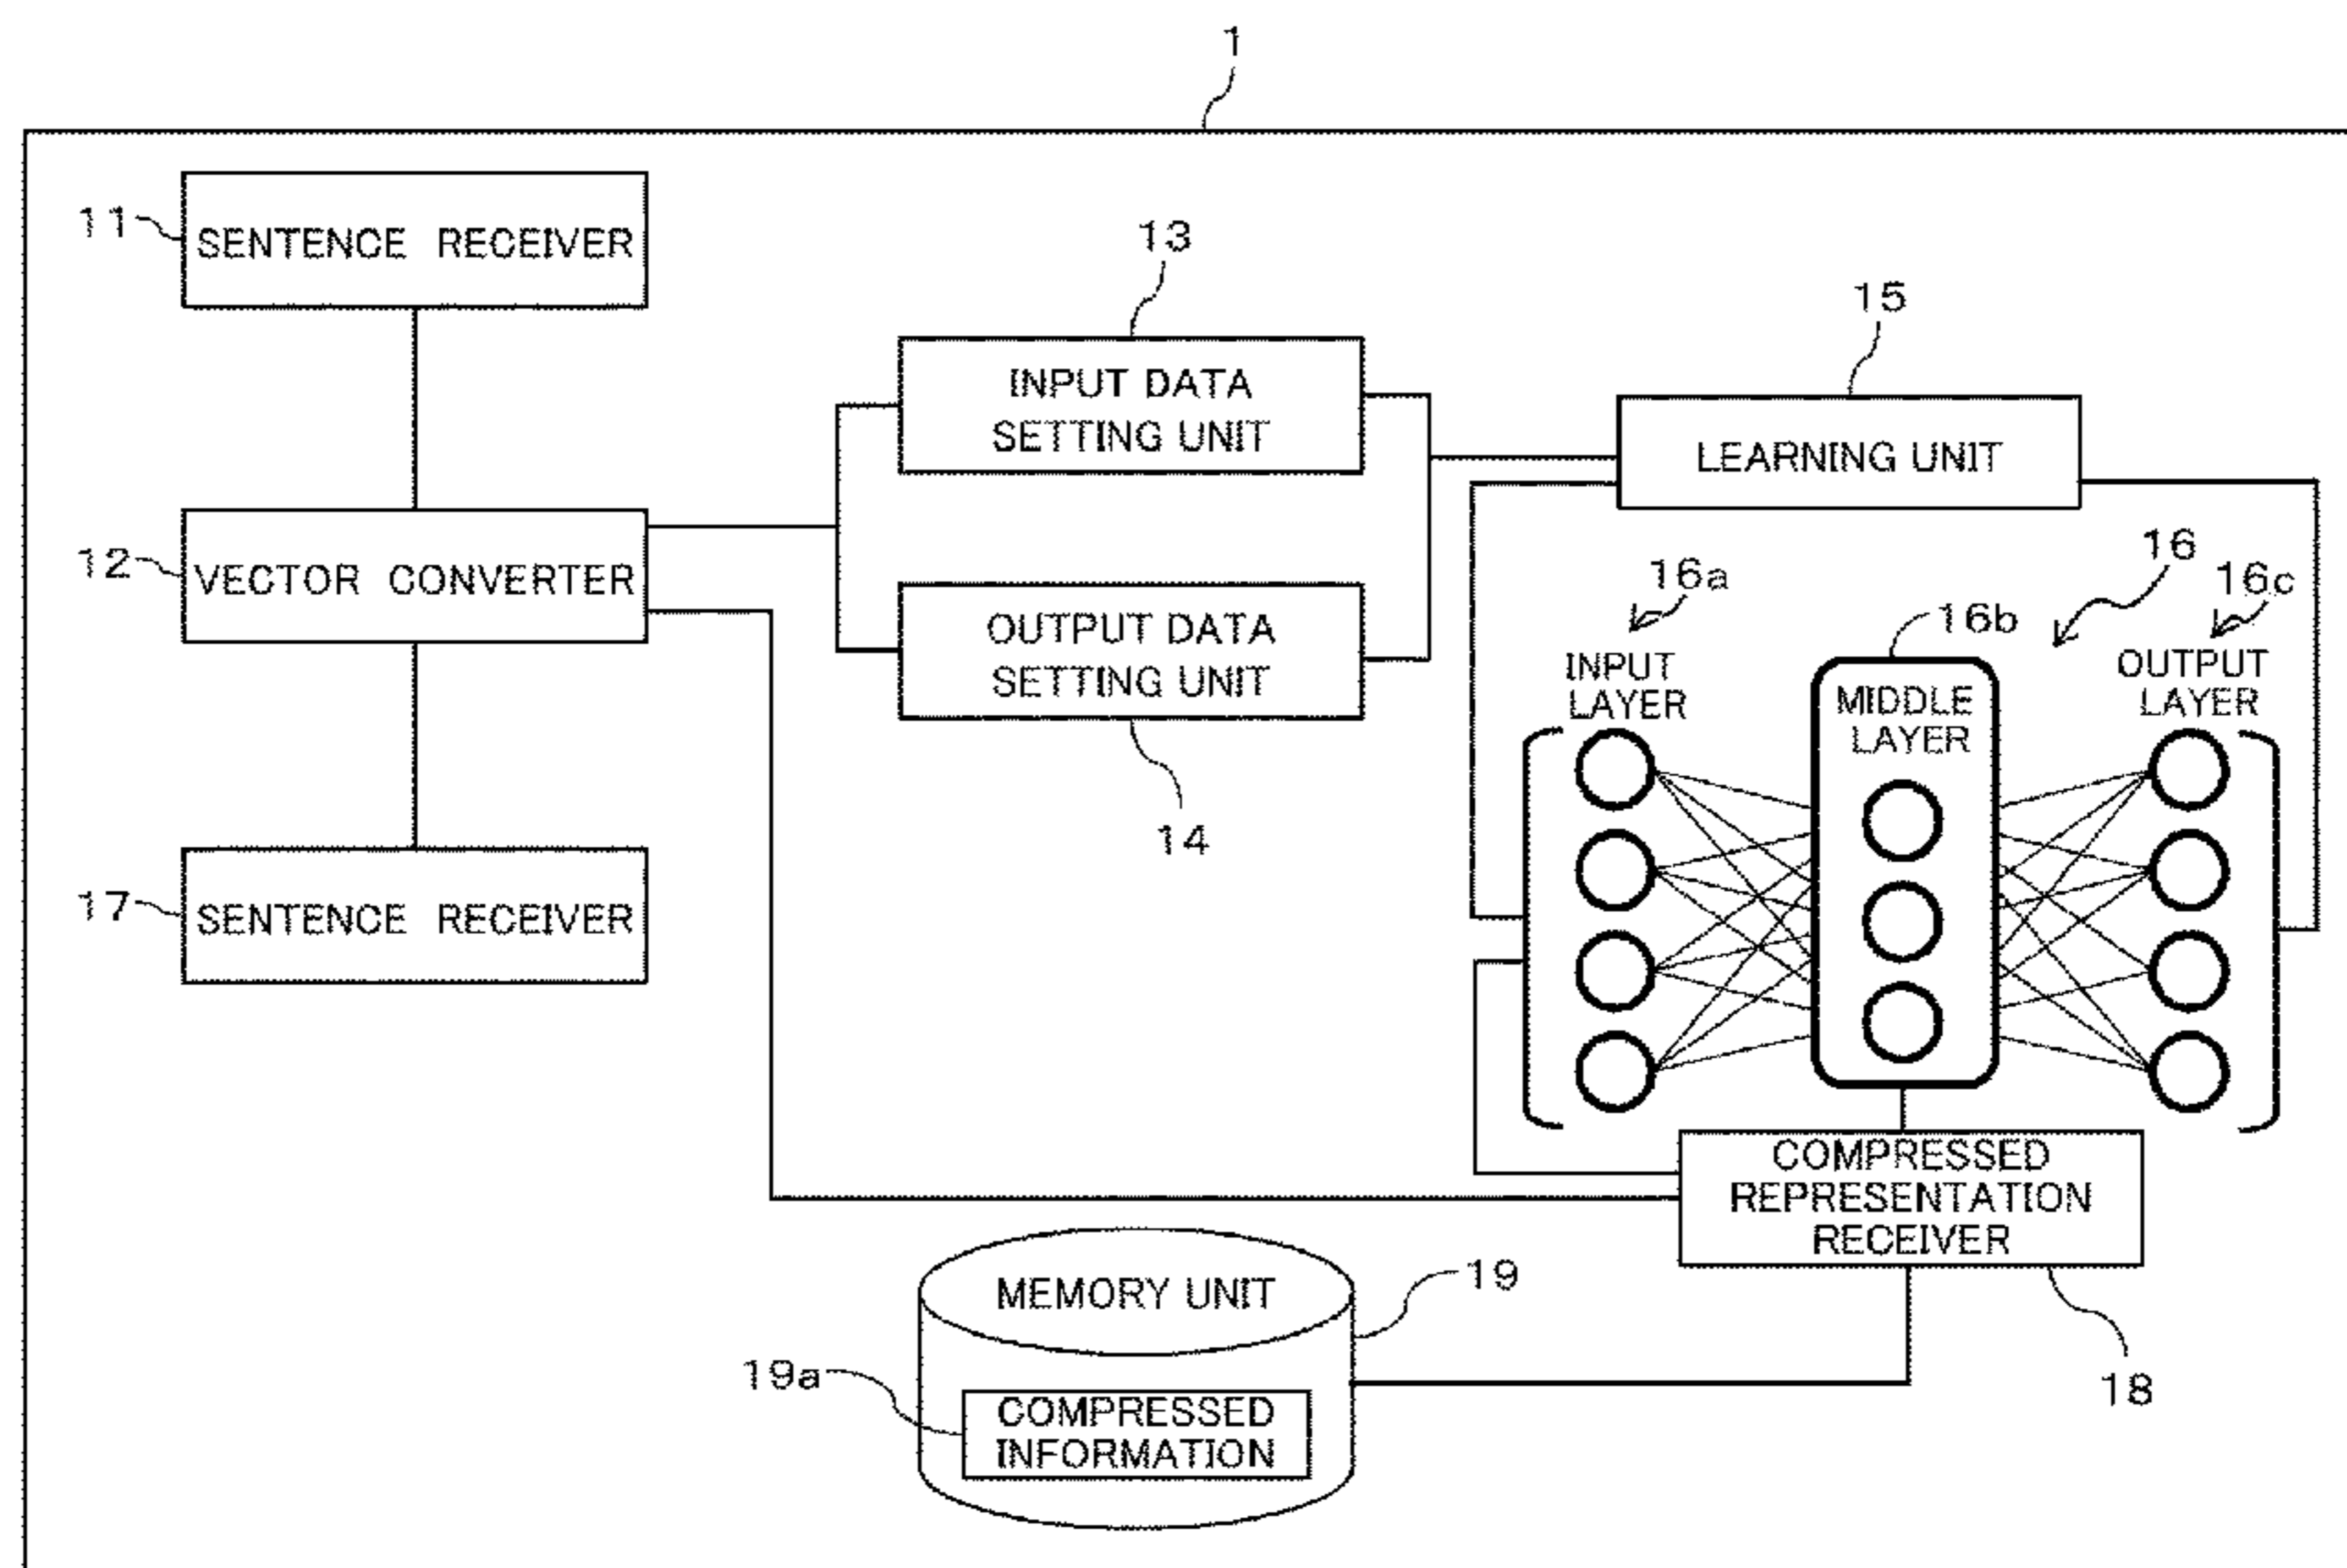 1
11
SENTENCE RECEIVER
13
INPUT DATA
SETTING UNIT
15
LEARNING UNIT
12
VECTOR CONVERTER
OUTPUT DATA
SETTING UNIT
14
16
16a
16b
16c
INPUT
LAYER
MIDDLE
LAYER
OUTPUT
LAYER
17
SENTENCE RECEIVER
COMPRESSED
REPRESENTATION
RECEIVER
18
MEMORY UNIT
19
19a
COMPRESSED
INFORMATION